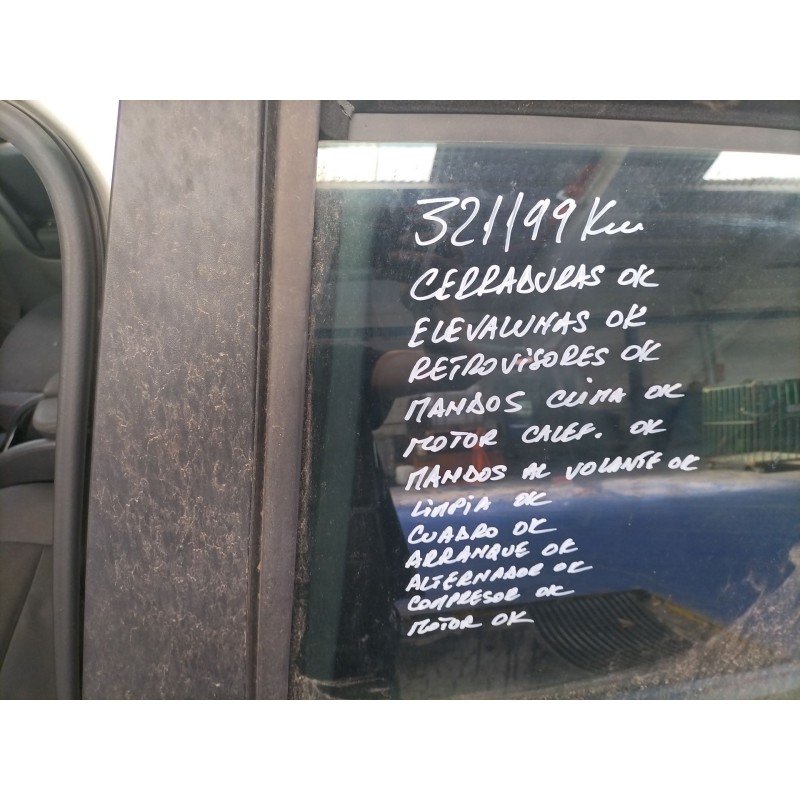 321199 Km
CERRADURAS OK
ELEVALUNAS OK
RETROVISORES OK
MANDOS CLIMA OK
MOTOR CALEF. OK
MANDOS AL VOLANTE OK
LIMPIA OK
CUADRO OK
ARRANQUE OK
ALTERNADOR OK
COMPRESOR OK
MOTOR OK